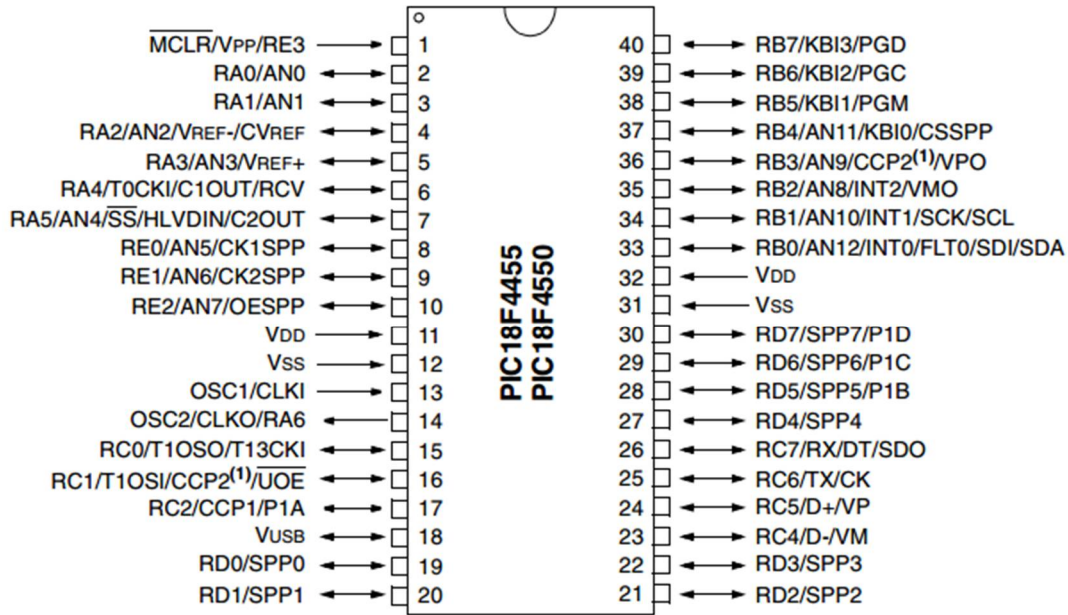 M̅C̅L̅R̅/VPP/RE3 1
RA0/AN0 2
RA1/AN1 3
RA2/AN2/VREF-/CVREF 4
RA3/AN3/VREF+ 5
RA4/T0CKI/C1OUT/RCV 6
RA5/AN4/S̅S̅/HLVDIN/C2OUT 7
RE0/AN5/CK1SPP 8
RE1/AN6/CK2SPP 9
RE2/AN7/OESPP 10
VDD 11
VSS 12
OSC1/CLKI 13
OSC2/CLKO/RA6 14
RC0/T1OSO/T13CKI 15
RC1/T1OSI/CCP2(1)/U̅O̅E̅ 16
RC2/CCP1/P1A 17
VUSB 18
RD0/SPP0 19
RD1/SPP1 20
PIC18F4455
PIC18F4550
40 RB7/KBI3/PGD
39 RB6/KBI2/PGC
38 RB5/KBI1/PGM
37 RB4/AN11/KBI0/CSSPP
36 RB3/AN9/CCP2(1)/VPO
35 RB2/AN8/INT2/VMO
34 RB1/AN10/INT1/SCK/SCL
33 RB0/AN12/INT0/FLT0/SDI/SDA
32 VDD
31 VSS
30 RD7/SPP7/P1D
29 RD6/SPP6/P1C
28 RD5/SPP5/P1B
27 RD4/SPP4
26 RC7/RX/DT/SDO
25 RC6/TX/CK
24 RC5/D+/VP
23 RC4/D-/VM
22 RD3/SPP3
21 RD2/SPP2